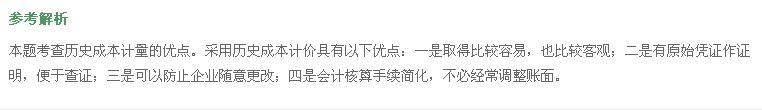 参考解析
本题考查历史成本计量的优点。采用历史成本计价具有以下优点：一是取得比较容易，也比较客观；二是有原始凭证作证
明，便于查证；三是可以防止企业随意更改；四是会计核算手续简化，不必经常调整账面。